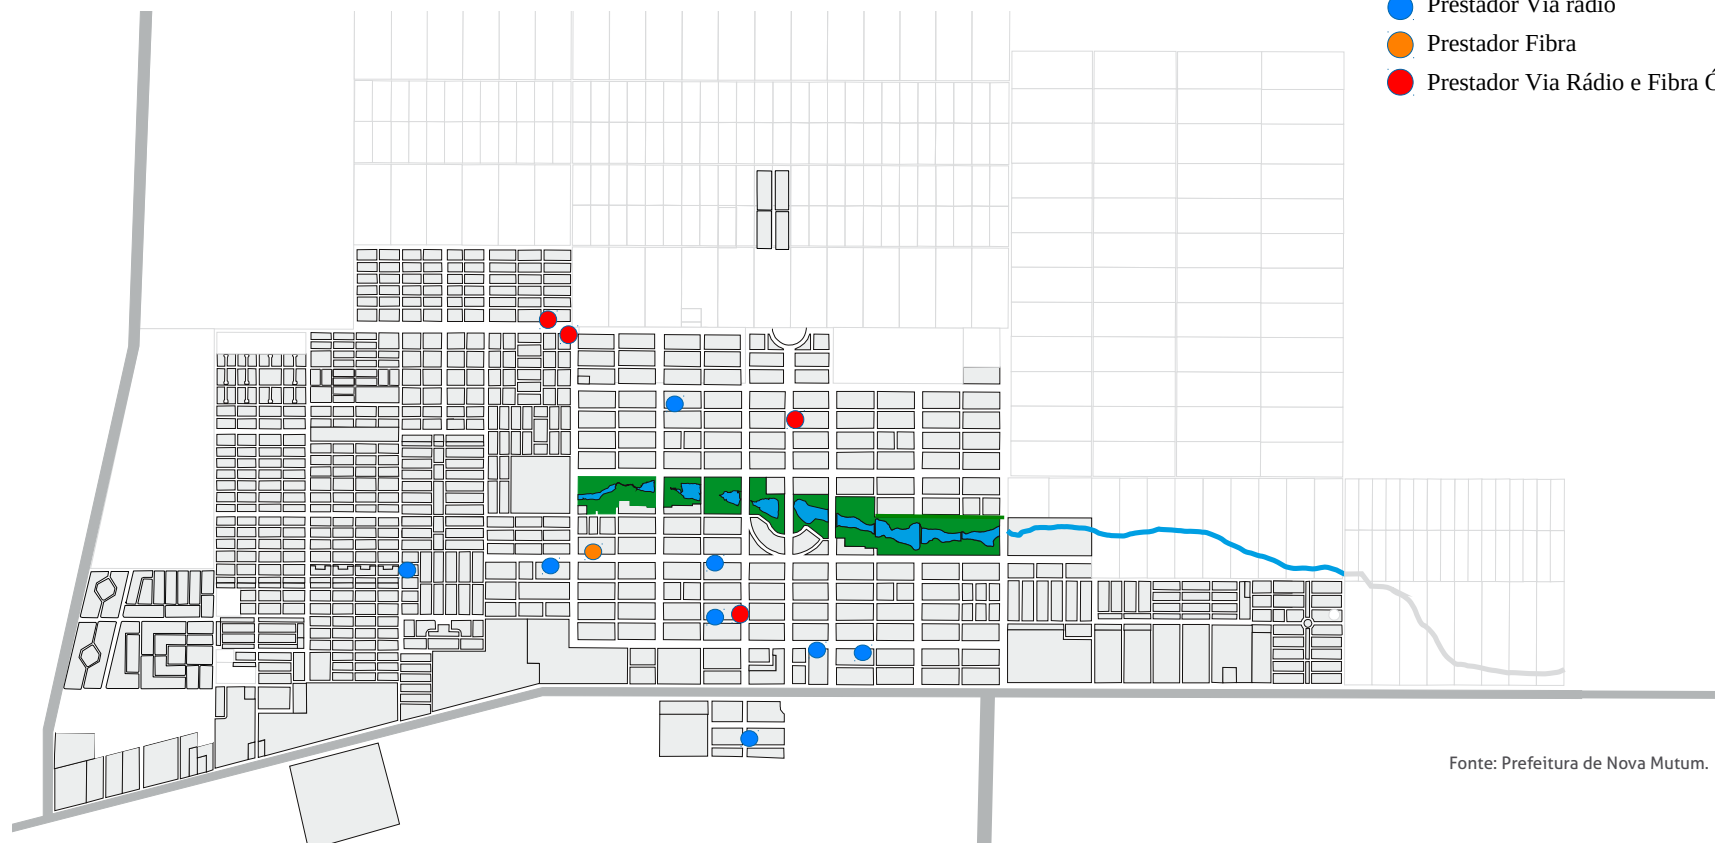 Prestador Via rádio
Prestador Fibra
Prestador Via Rádio e Fibra
Fonte: Prefeitura de Nova Mutum.